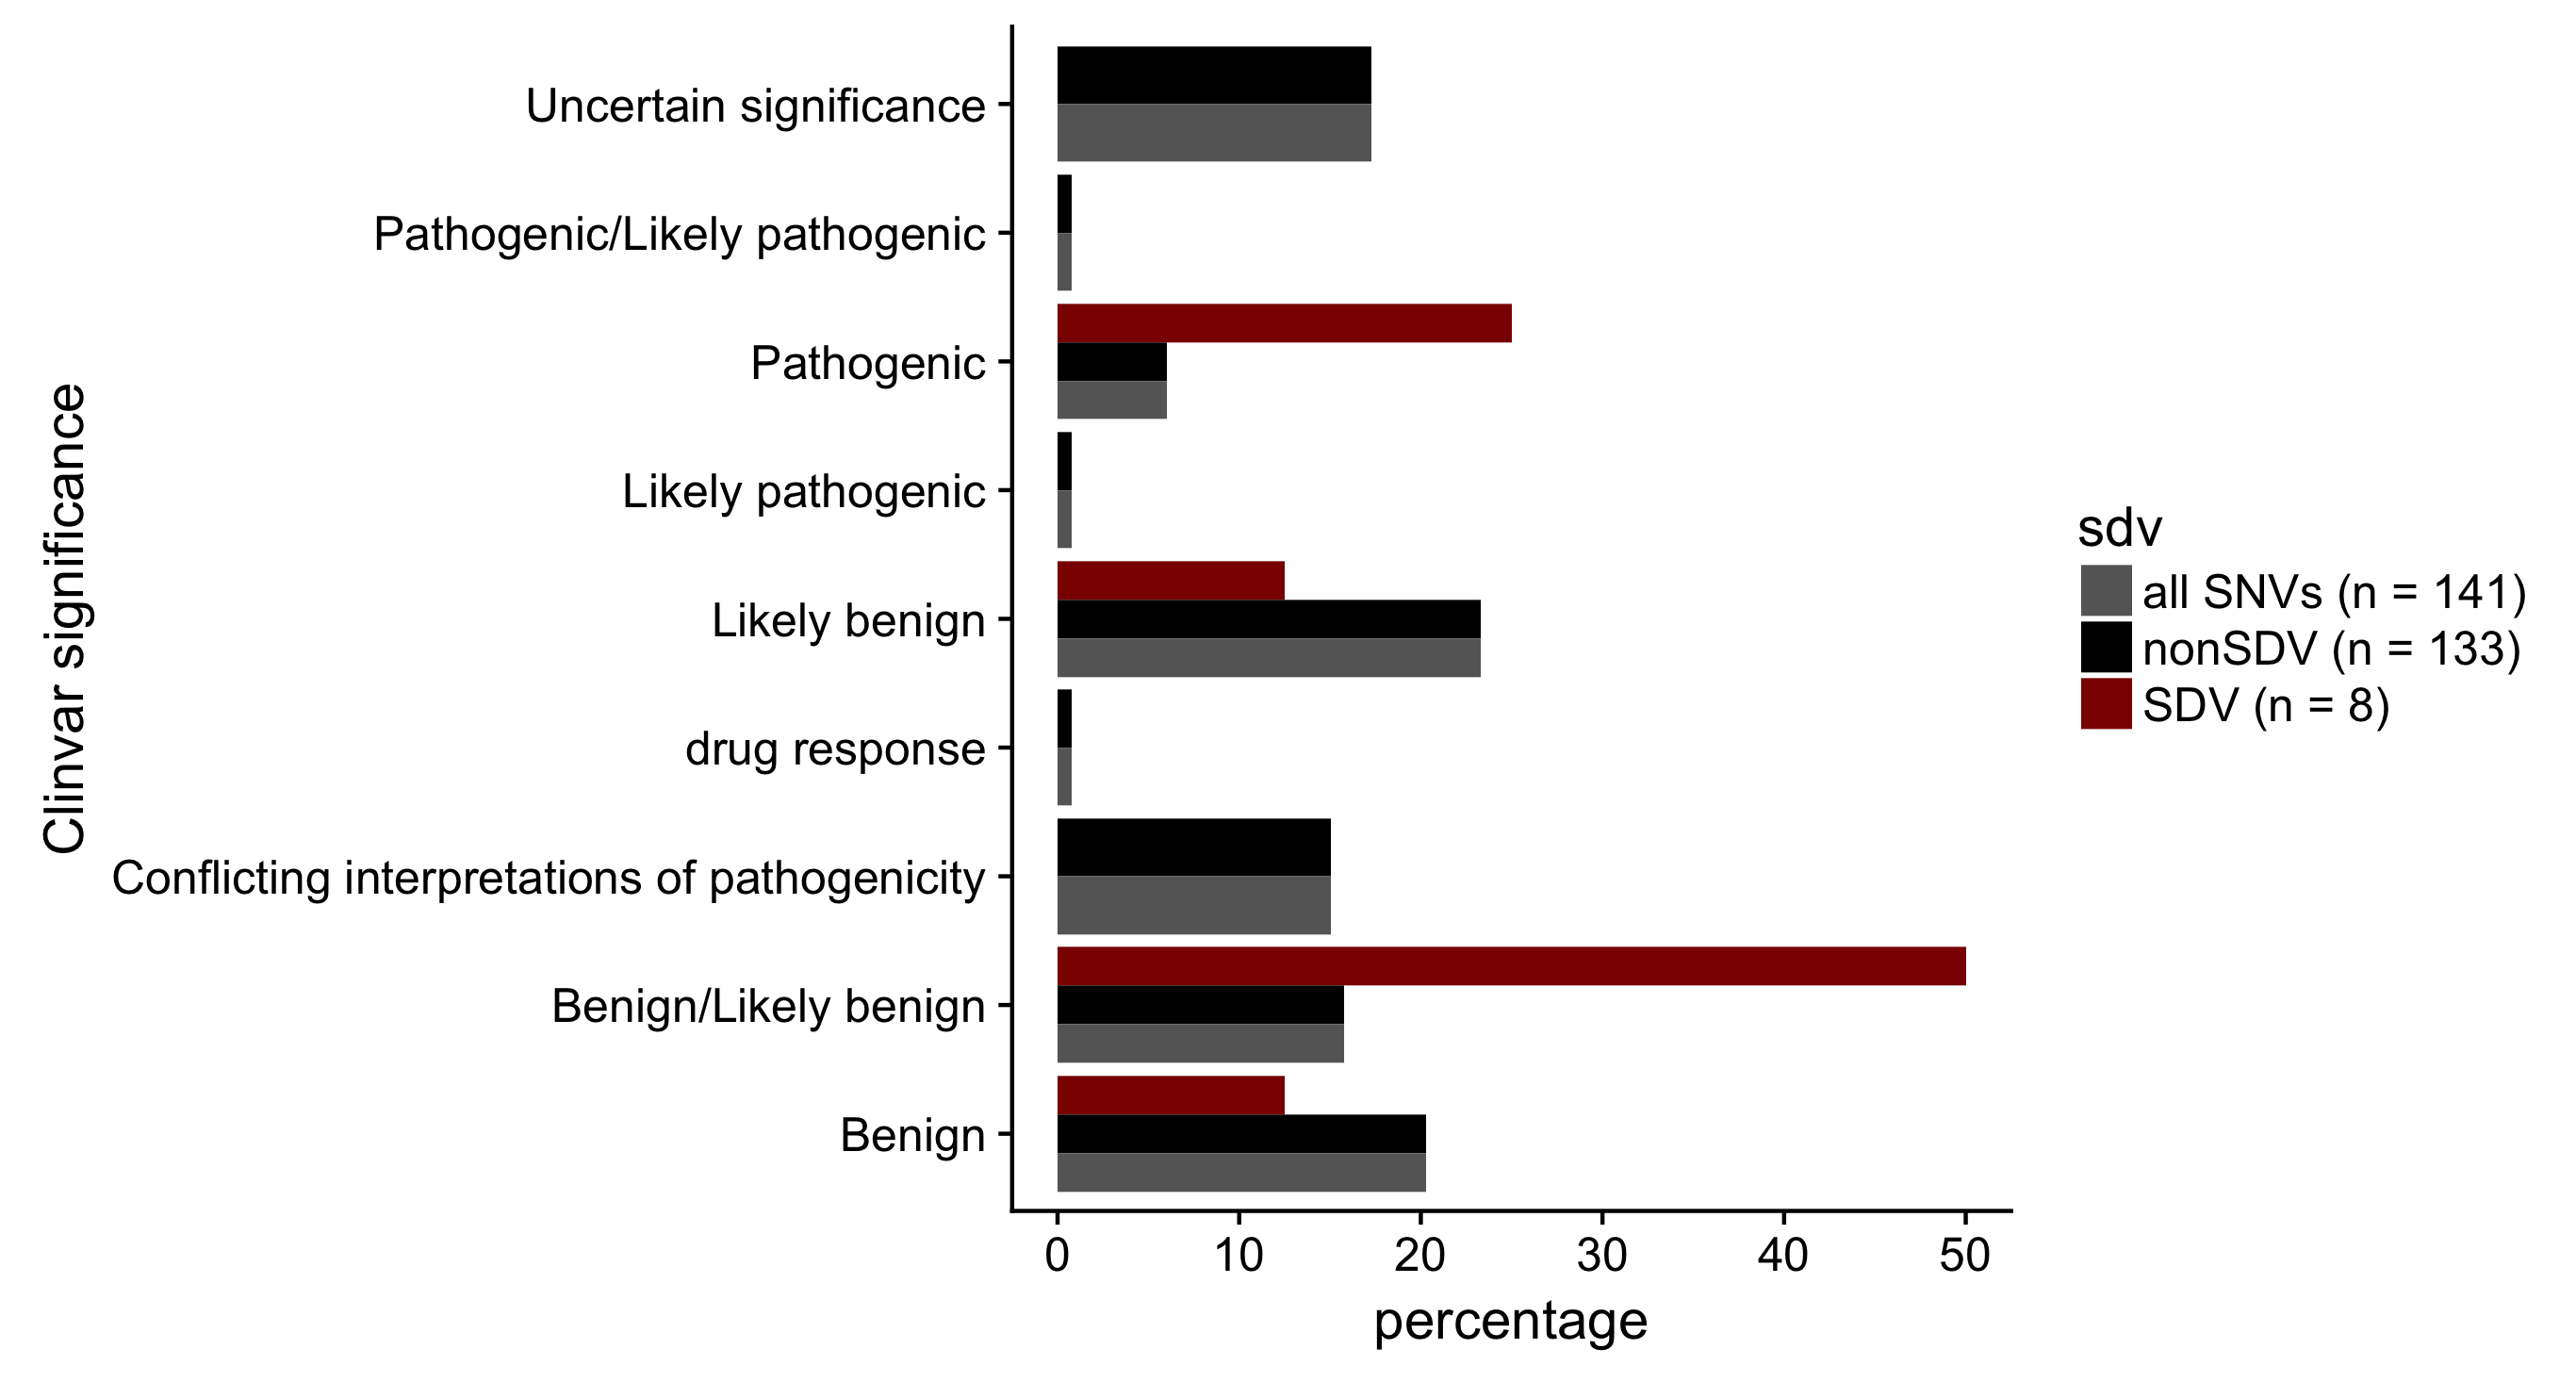 Clinvar significance
Uncertain significance
Pathogenic/Likely pathogenic
Pathogenic
Likely pathogenic
Likely benign
drug response
Conflicting interpretations of pathogenicity
Benign/Likely benign
Benign
0 10 20 30 40 50
percentage
sdv
all SNVs (n = 141)
nonSDV (n = 133)
SDV (n = 8)